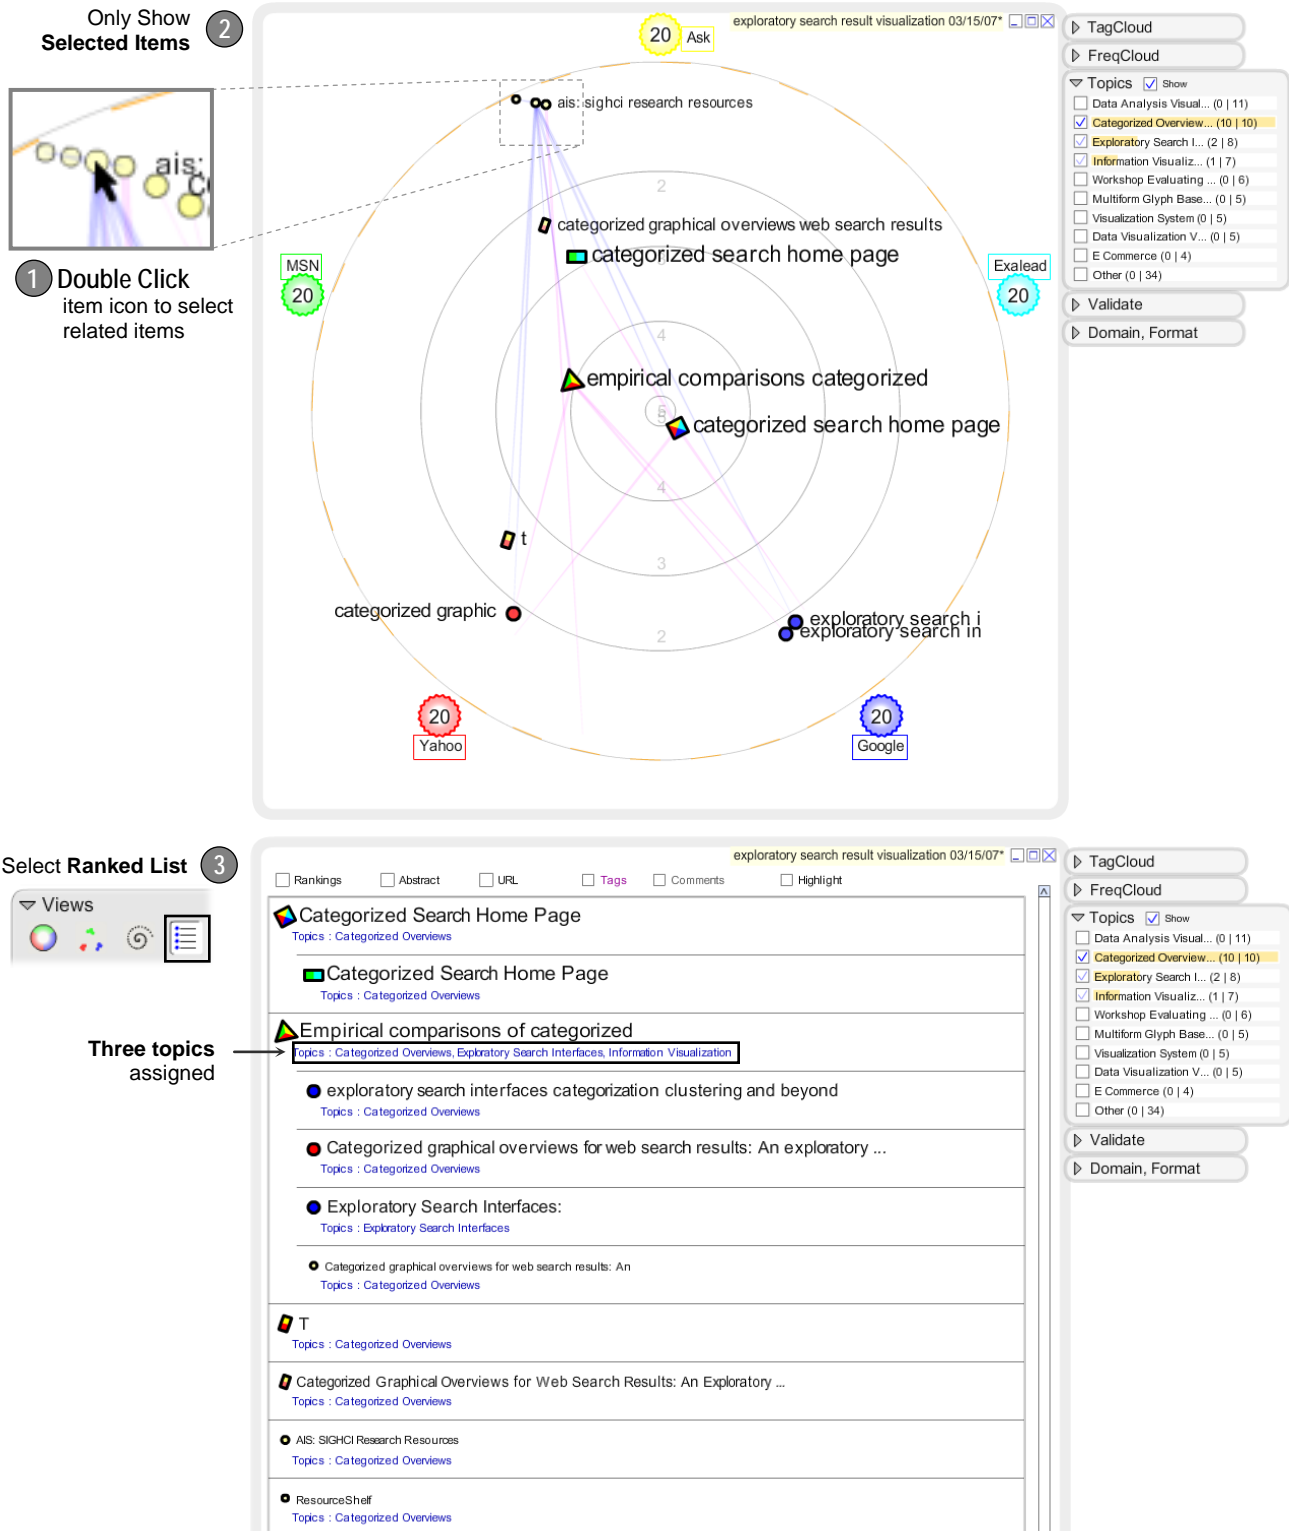 Only Show
Selected Items
2
exploratory search result visualization 03/15/07*
20
Ask
ais: sighci research resources
ais:
1
Double Click
item icon to select
related items
MSN
20
Exalead
20
2
categorized graphical overviews web search results
categorized search home page
4
empirical comparisons categorized
5
categorized search home page
4
t
3
categorized graphic
exploratory search i
exploratory search in
2
20
Yahoo
20
Google
TagCloud
FreqCloud
Topics Show
Data Analysis Visual... (0 | 11)
Categorized Overview... (10 | 10)
Exploratory Search I... (2 | 8)
Information Visualiz... (1 | 7)
Workshop Evaluating ... (0 | 6)
Multiform Glyph Base... (0 | 5)
Visualization System (0 | 5)
Data Visualization V... (0 | 5)
E Commerce (0 | 4)
Other (0 | 34)
Validate
Domain, Format
Select Ranked List
3
Views
Three topics
assigned
exploratory search result visualization 03/15/07*
Rankings Abstract URL Tags Comments Highlight
Categorized Search Home Page
Topics : Categorized Overviews
Categorized Search Home Page
Topics : Categorized Overviews
Empirical comparisons of categorized
Topics : Categorized Overviews, Exploratory Search Interfaces, Information Visualization
exploratory search interfaces categorization clustering and beyond
Topics : Categorized Overviews
Categorized graphical overviews for web search results: An exploratory ...
Topics : Categorized Overviews
Exploratory Search Interfaces:
Topics : Exploratory Search Interfaces
Categorized graphical overviews for web search results: An
Topics : Categorized Overviews
T
Topics : Categorized Overviews
Categorized Graphical Overviews for Web Search Results: An Exploratory ...
Topics : Categorized Overviews
AIS: SIGHCI Research Resources
Topics : Categorized Overviews
ResourceShelf
Topics : Categorized Overviews
TagCloud
FreqCloud
Topics Show
Data Analysis Visual... (0 | 11)
Categorized Overview... (10 | 10)
Exploratory Search I... (2 | 8)
Information Visualiz... (1 | 7)
Workshop Evaluating ... (0 | 6)
Multiform Glyph Base... (0 | 5)
Visualization System (0 | 5)
Data Visualization V... (0 | 5)
E Commerce (0 | 4)
Other (0 | 34)
Validate
Domain, Format